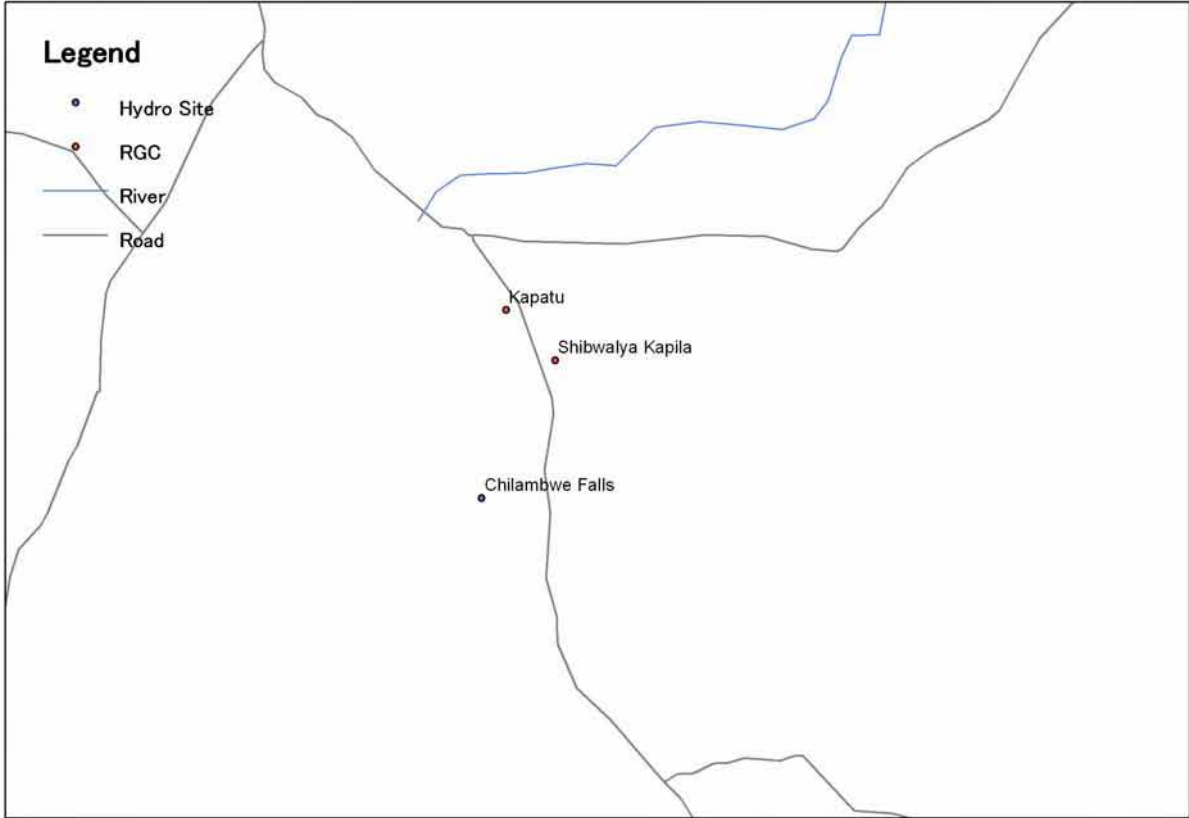 Legend
Hydro Site
RGC
River
Road
Kapatu
Shibwalya Kapila
Chilambwe Falls